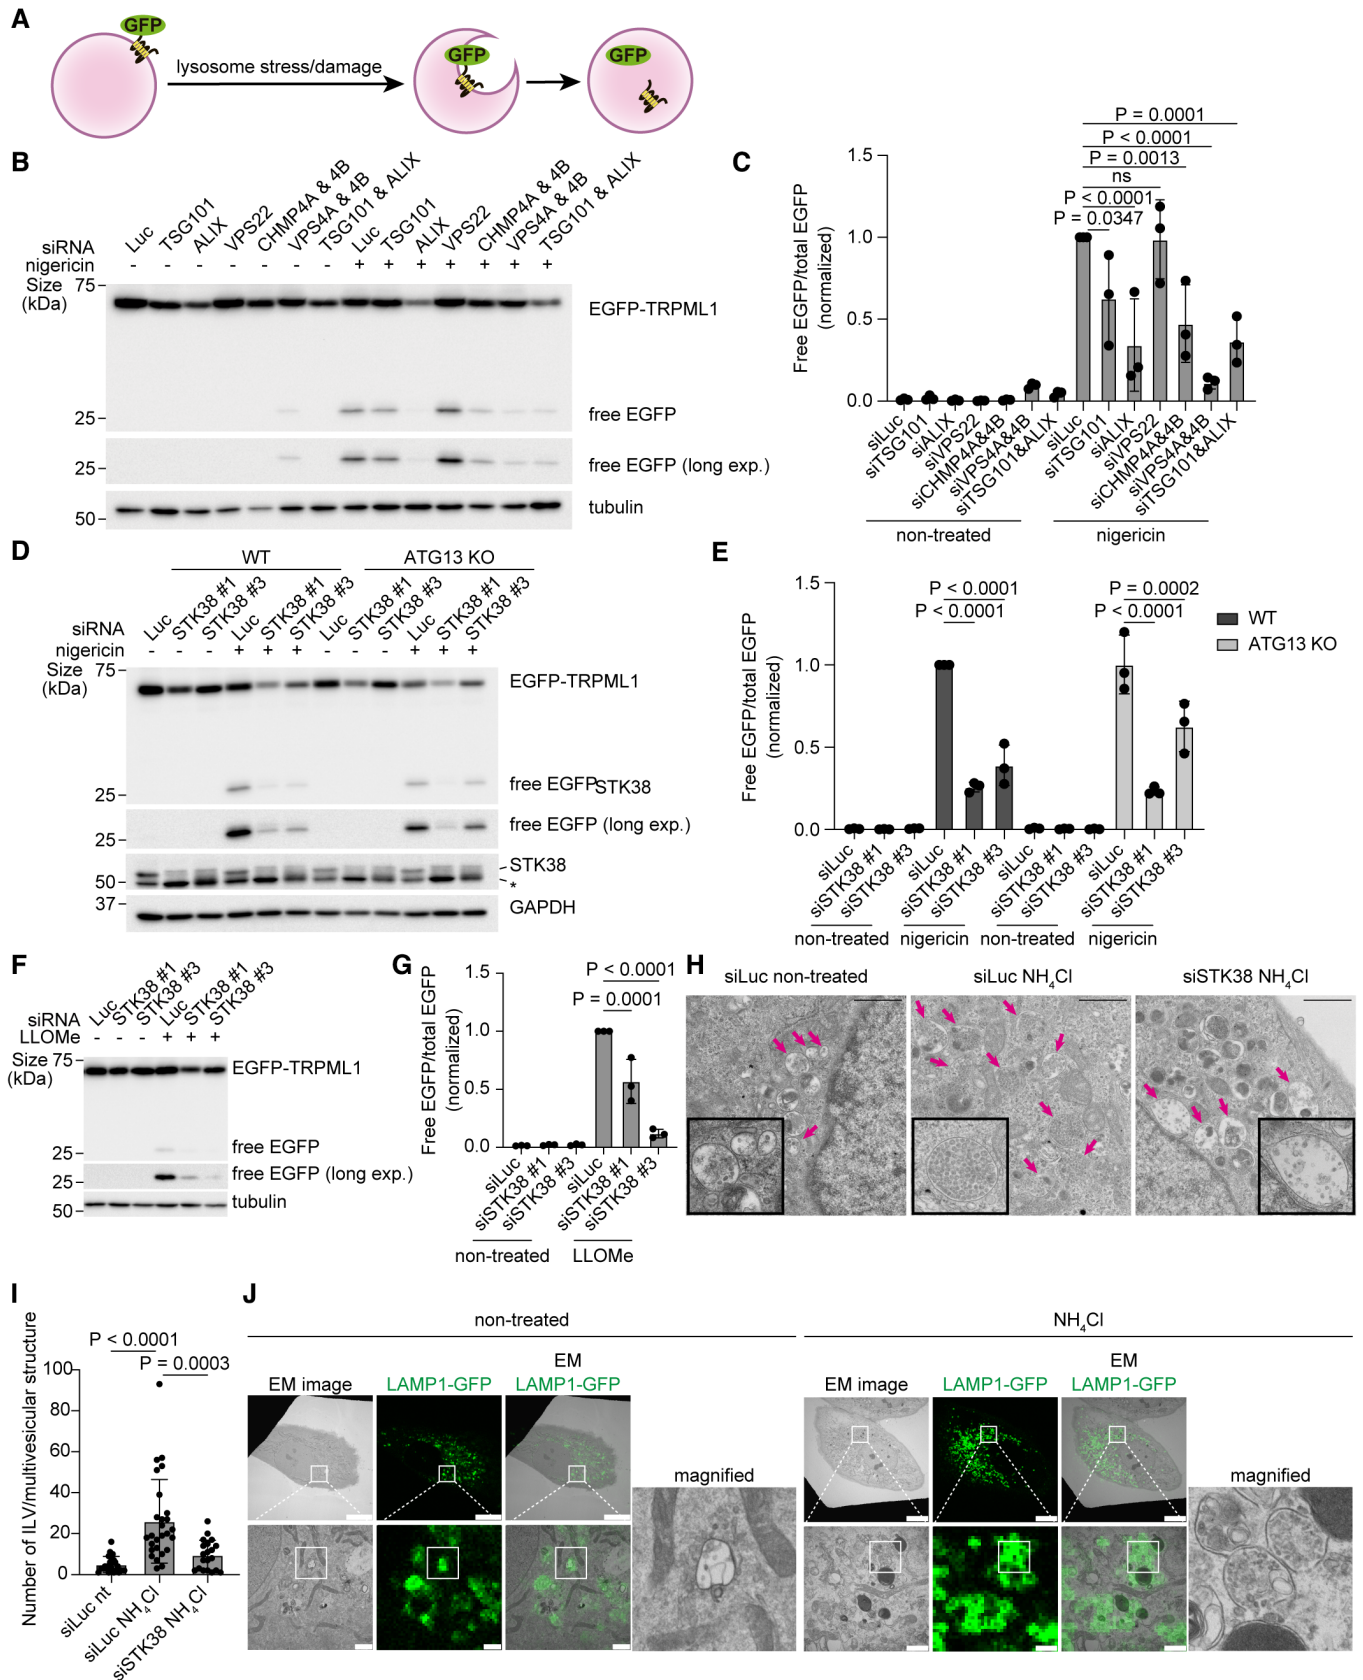 A
GFP
lysosome stress/damage
GFP
GFP
B
siRNA
Luc
TSG101
ALIX
VPS22
CHMP4A & 4B
VPS4A & 4B
TSG101 & ALIX
Luc
TSG101
ALIX
VPS22
CHMP4A & 4B
VPS4A & 4B
TSG101 & ALIX
nigericin - - - - - - - + + + + + + +
Size
(kDa)
75
EGFP-TRPML1
25
free EGFP
25
free EGFP (long exp.)
50
tubulin
C
Free EGFP/total EGFP
(normalized)
1.5
1.0
0.5
0.0
P = 0.0001
P < 0.0001
P = 0.0013
ns
P < 0.0001
P = 0.0347
siLuc
siTSG101
siALIX
siVPS22
siCHMP4A&4B
siVPS4A&4B
siTSG101&ALIX
siLuc
siTSG101
siALIX
siVPS22
siCHMP4A&4B
siVPS4A&4B
siTSG101&ALIX
non-treated
nigericin
D
WT
ATG13 KO
siRNA
Luc
STK38 #1
STK38 #3
Luc
STK38 #1
STK38 #3
Luc
STK38 #1
STK38 #3
Luc
STK38 #1
STK38 #3
nigericin - - - + + + - - - + + +
Size
(kDa)
75
EGFP-TRPML1
25
free EGFP
STK38
25
free EGFP (long exp.)
STK38
50
*
37
GAPDH
E
Free EGFP/total EGFP
(normalized)
1.5
1.0
0.5
0.0
P < 0.0001
P < 0.0001
P = 0.0002
P < 0.0001
WT
ATG13 KO
siLuc
siSTK38 #1
siSTK38 #3
siLuc
siSTK38 #1
siSTK38 #3
siLuc
siSTK38 #1
siSTK38 #3
siLuc
siSTK38 #1
siSTK38 #3
non-treated
nigericin
non-treated
nigericin
F
siRNA
Luc
STK38 #1
STK38 #3
Luc
STK38 #1
STK38 #3
LLOMe - - - + + +
Size
(kDa)
75
EGFP-TRPML1
25
free EGFP
25
free EGFP (long exp.)
50
tubulin
G
Free EGFP/total EGFP
(normalized)
1.5
1.0
0.5
0.0
P < 0.0001
P = 0.0001
siLuc
siSTK38 #1
siSTK38 #3
siLuc
siSTK38 #1
siSTK38 #3
non-treated
LLOMe
H
siLuc non-treated
siLuc NH4Cl
siSTK38 NH4Cl
I
Number of ILV/multivesicular structure
100
80
60
40
20
0
P < 0.0001
P = 0.0003
siLuc nt
siLuc NH4Cl
siSTK38 NH4Cl
J
non-treated
EM image
LAMP1-GFP
EM
LAMP1-GFP
magnified
NH4Cl
EM image
LAMP1-GFP
EM
LAMP1-GFP
magnified